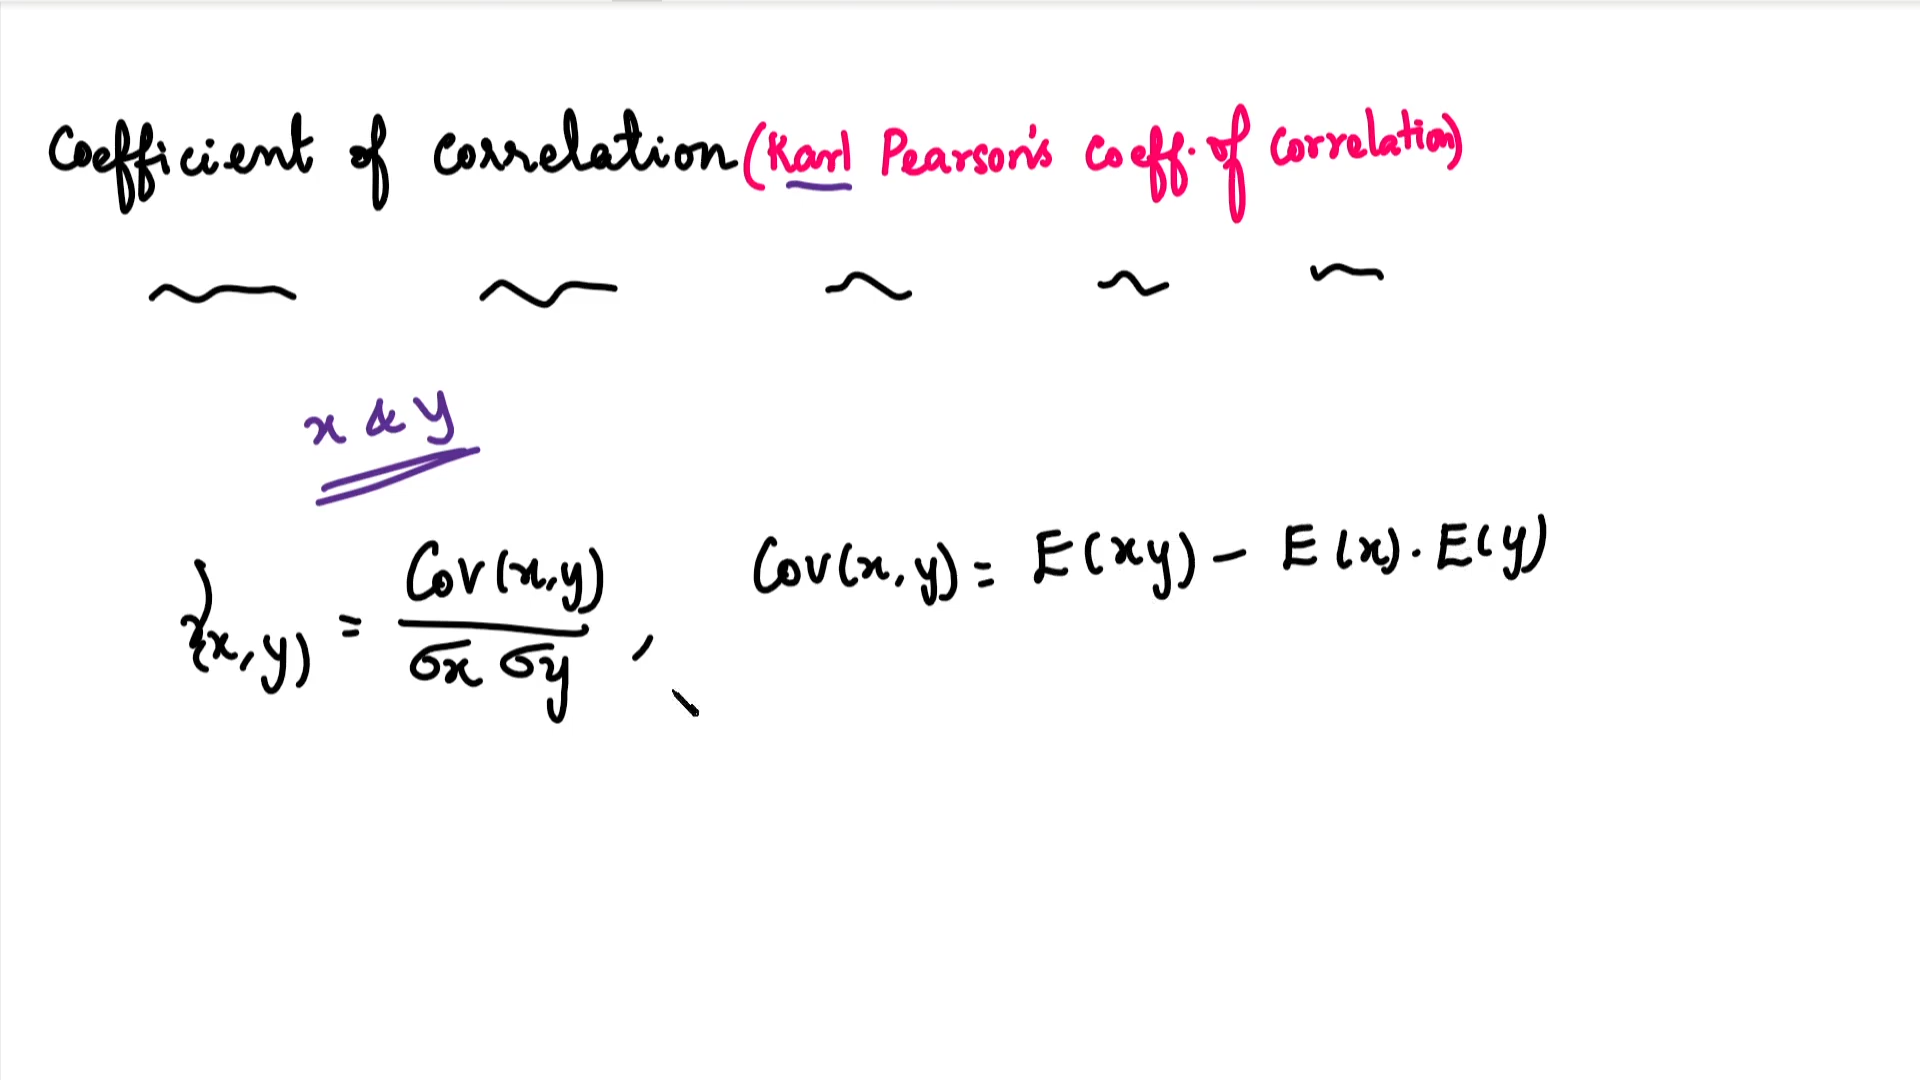 Coefficient of correlation (Karl Pearson's coeff. of correlation)
x & y
ρ(x,y) = Cov(x,y) / σx σy , Cov(x,y) = E(xy) - E(x) . E(y)